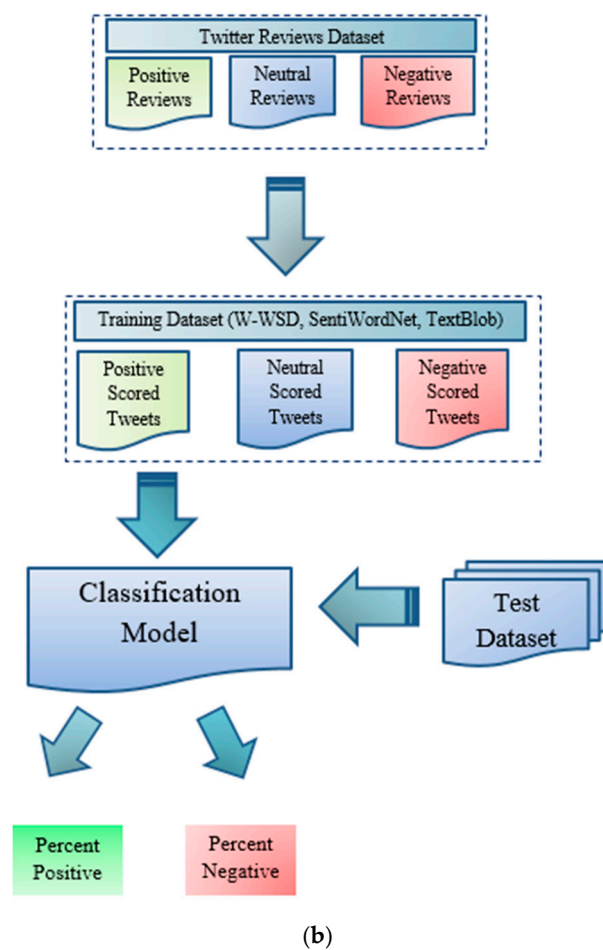 Twitter Reviews Dataset
Positive
Reviews
Neutral
Reviews
Negative
Reviews
Training Dataset (W-WSD, SentiWordNet, TextBlob)
Positive
Scored
Tweets
Neutral
Scored
Tweets
Negative
Scored
Tweets
Classification
Model
Test
Dataset
Percent
Positive
Percent
Negative
(b)